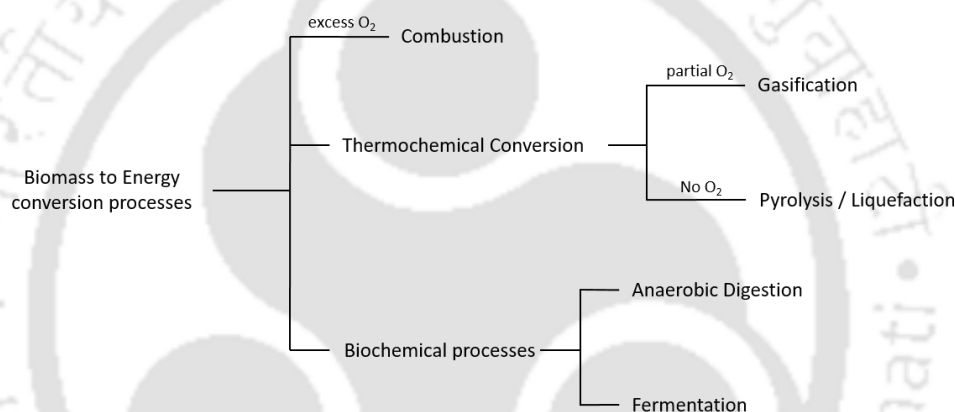 excess O₂
Combustion
partial O₂
Gasification
Thermochemical Conversion
Biomass to Energy
conversion processes
No O₂
Pyrolysis / Liquefaction
Anaerobic Digestion
Biochemical processes
Fermentation